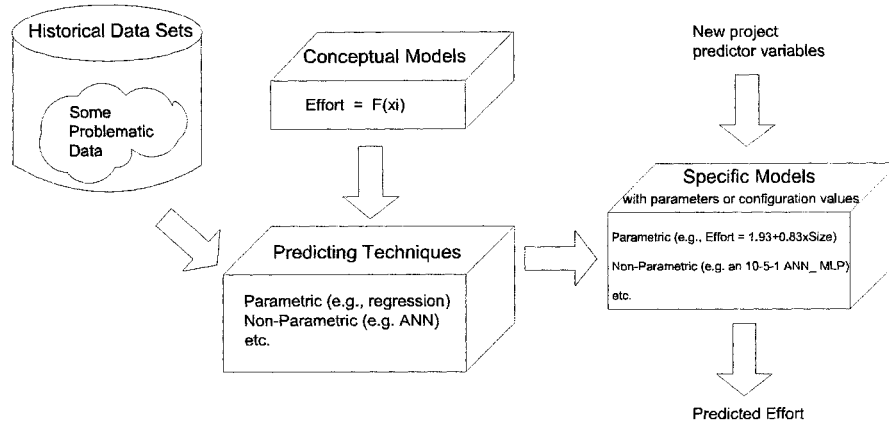 Historical Data Sets
Some
Problematic
Data
Conceptual Models
Effort = F(xi)
New project
predictor variables
Predicting Techniques
Parametric (e.g., regression)
Non-Parametric (e.g. ANN)
etc.
Specific Models
with parameters or configuration values
Parametric (e.g., Effort = 1.93+0.83xSize)
Non-Parametric (e.g. an 10-5-1 ANN_ MLP)
etc.
Predicted Effort